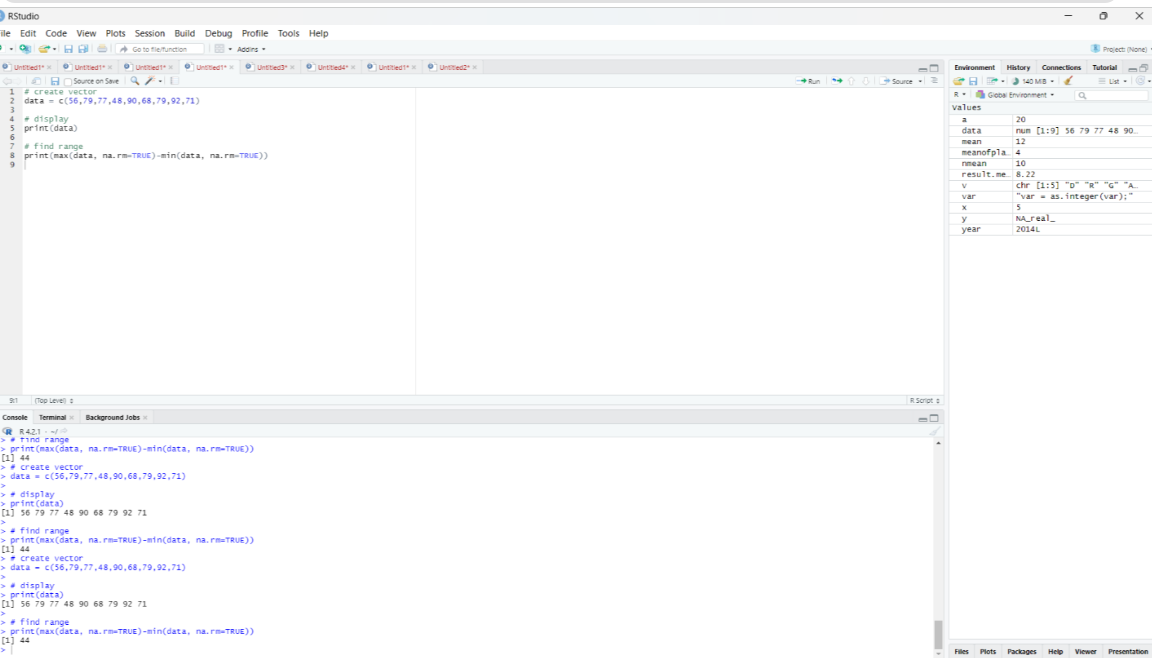 RStudio
File Edit Code View Plots Session Build Debug Profile Tools Help
Go to file/function Addins Project: (None)
Untitled1* Untitled1* Untitled1* Untitled1* Untitled3* Untitled4* Untitled1* Untitled2*
Source on Save Run Source
1 # create vector
2 data = c(56,79,77,48,90,68,79,92,71)
3
4 # display
5 print(data)
6
7 # find range
8 print(max(data, na.rm=TRUE)-min(data, na.rm=TRUE))
9
9:1 (Top Level) R Script
Console Terminal Background Jobs
R 4.2.1 · ~/
> # find range
> print(max(data, na.rm=TRUE)-min(data, na.rm=TRUE))
[1] 44
> # create vector
> data = c(56,79,77,48,90,68,79,92,71)
>
> # display
> print(data)
[1] 56 79 77 48 90 68 79 92 71
>
> # find range
> print(max(data, na.rm=TRUE)-min(data, na.rm=TRUE))
[1] 44
> # create vector
> data = c(56,79,77,48,90,68,79,92,71)
>
> # display
> print(data)
[1] 56 79 77 48 90 68 79 92 71
>
> # find range
> print(max(data, na.rm=TRUE)-min(data, na.rm=TRUE))
[1] 44
>
Environment History Connections Tutorial
140 MiB List
R Global Environment
Values
a 20
data num [1:9] 56 79 77 48 90…
mean 12
meanofpla… 4
nmean 10
result.me… 8.22
v chr [1:5] "D" "R" "G" "A…
var "var = as.integer(var);"
x 5
y NA_real_
year 2014L
Files Plots Packages Help Viewer Presentation